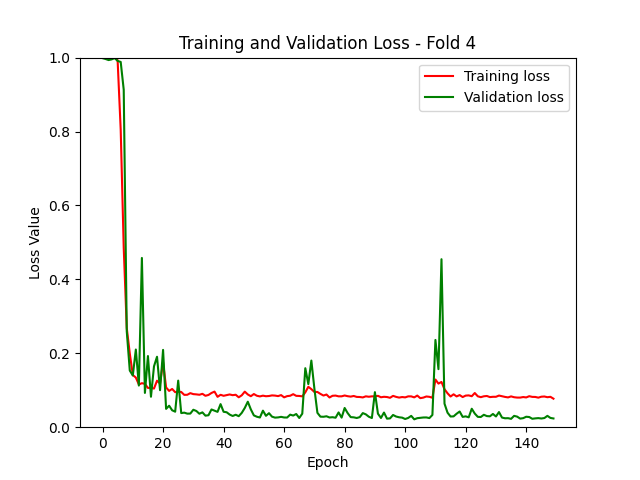 Training and Validation Loss - Fold 4
Training loss
Validation loss
Loss Value
1.0
0.8
0.6
0.4
0.2
0.0
0 20 40 60 80 100 120 140
Epoch